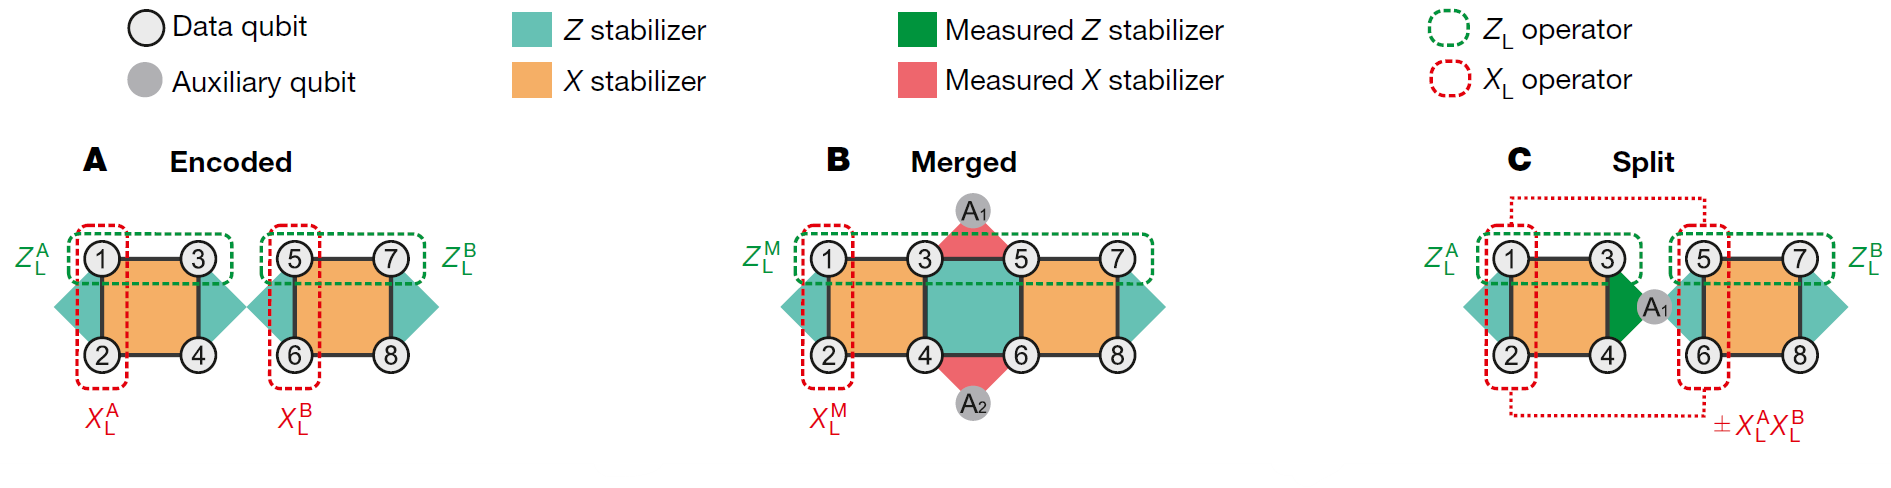 Data qubit
Auxiliary qubit
Z stabilizer
X stabilizer
Measured Z stabilizer
Measured X stabilizer
Z_L operator
X_L operator
A Encoded
Z_L^A 1 3 5 7 Z_L^B
2 4 6 8
X_L^A X_L^B
B Merged
A₁
Z_L^M 1 3 5 7
2 4 6 8
A₂
X_L^M
C Split
Z_L^A 1 3 5 7 Z_L^B
A₁
2 4 6 8
± X_L^A X_L^B